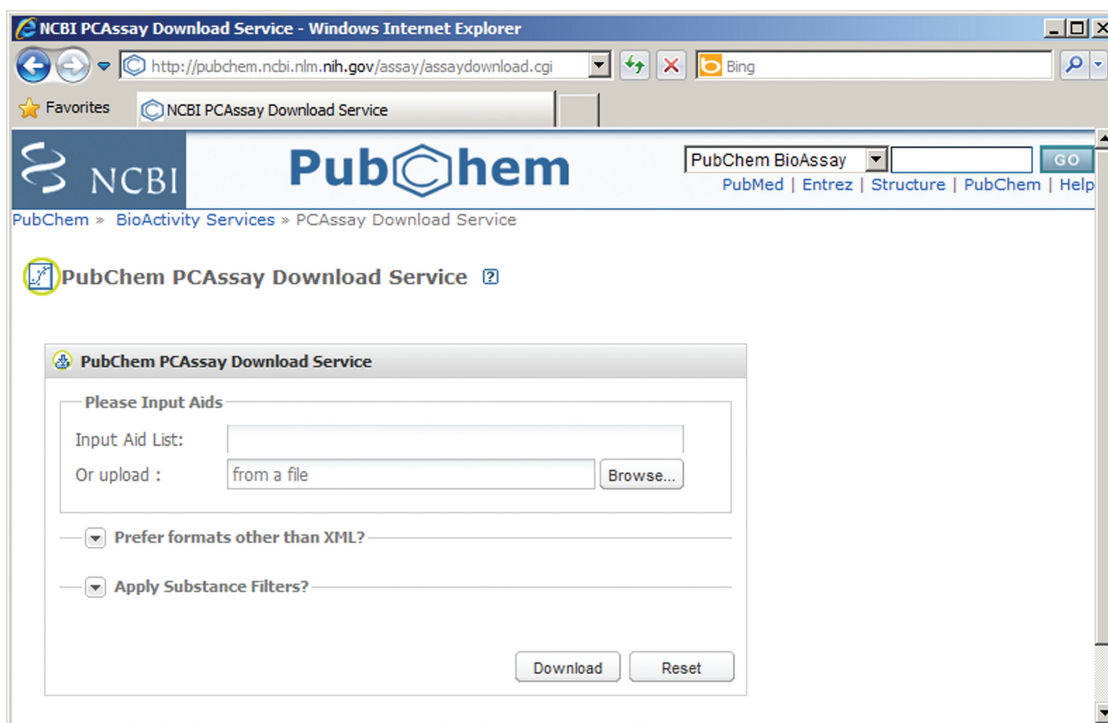 NCBI PCAssay Download Service - Windows Internet Explorer
http://pubchem.ncbi.nlm.nih.gov/assay/assaydownload.cgi
Bing
Favorites
NCBI PCAssay Download Service
NCBI
PubChem
PubChem BioAssay
GO
PubMed | Entrez | Structure | PubChem | Help
PubChem » BioActivity Services » PCAssay Download Service
PubChem PCAssay Download Service ?
PubChem PCAssay Download Service
Please Input Aids
Input Aid List:
Or upload : from a file Browse...
Prefer formats other than XML?
Apply Substance Filters?
Download Reset